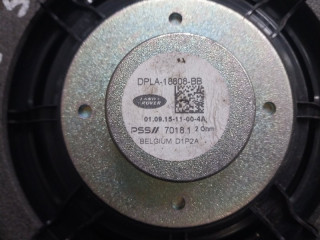 DPLA-18808-BB
LAND ROVER
01.09.15-11-00-4A
PSS// 7018.1 2 Ohm
BELGIUM D1P2A